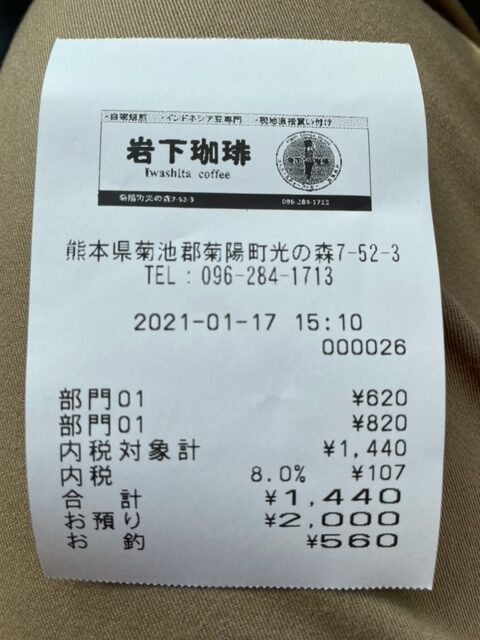 ・自家焙煎 ・インドネシア豆専門 ・現地直接買い付け
岩下珈琲
Iwashita coffee
菊陽町光の森7-52-3 096-284-1713
熊本県菊池郡菊陽町光の森7-52-3
TEL : 096-284-1713
2021-01-17 15:10
000026
部門01 ¥620
部門01 ¥820
内税対象計 ¥1,440
内税 8.0% ¥107
合 計 ¥1,440
お預り ¥2,000
お 釣 ¥560